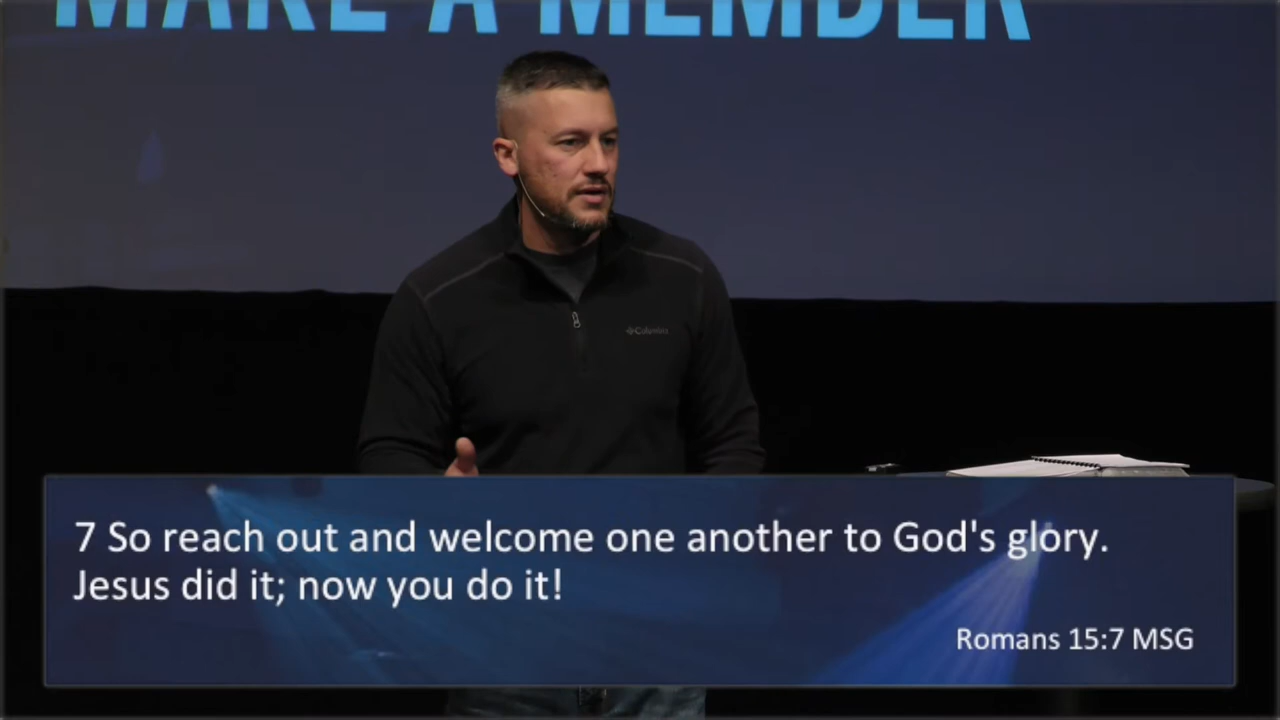 MAKE A MEMBER
Columbia
7 So reach out and welcome one another to God's glory.
Jesus did it; now you do it!
Romans 15:7 MSG